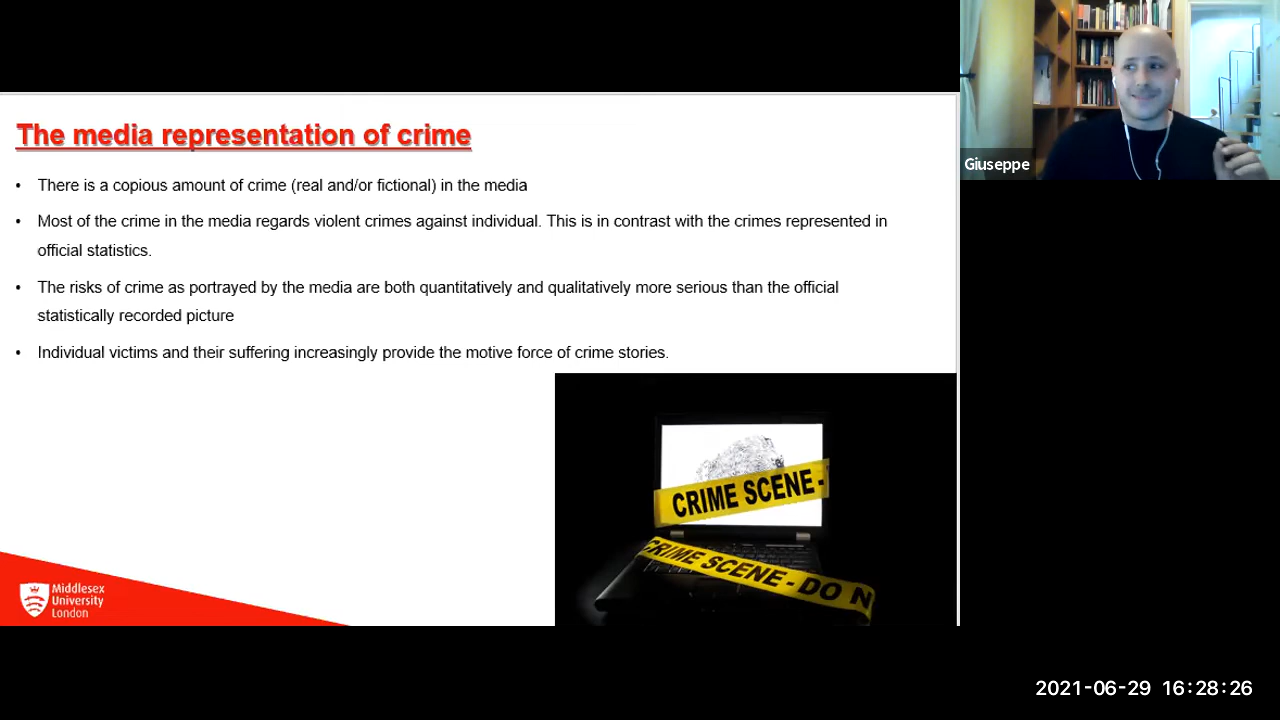 The media representation of crime
• There is a copious amount of crime (real and/or fictional) in the media
• Most of the crime in the media regards violent crimes against individual. This is in contrast with the crimes represented in
official statistics.
• The risks of crime as portrayed by the media are both quantitatively and qualitatively more serious than the official
statistically recorded picture
• Individual victims and their suffering increasingly provide the motive force of crime stories.
CRIME SCENE -
CRIME SCENE - DO N
Middlesex
University
London
Giuseppe
2021-06-29 16:28:26